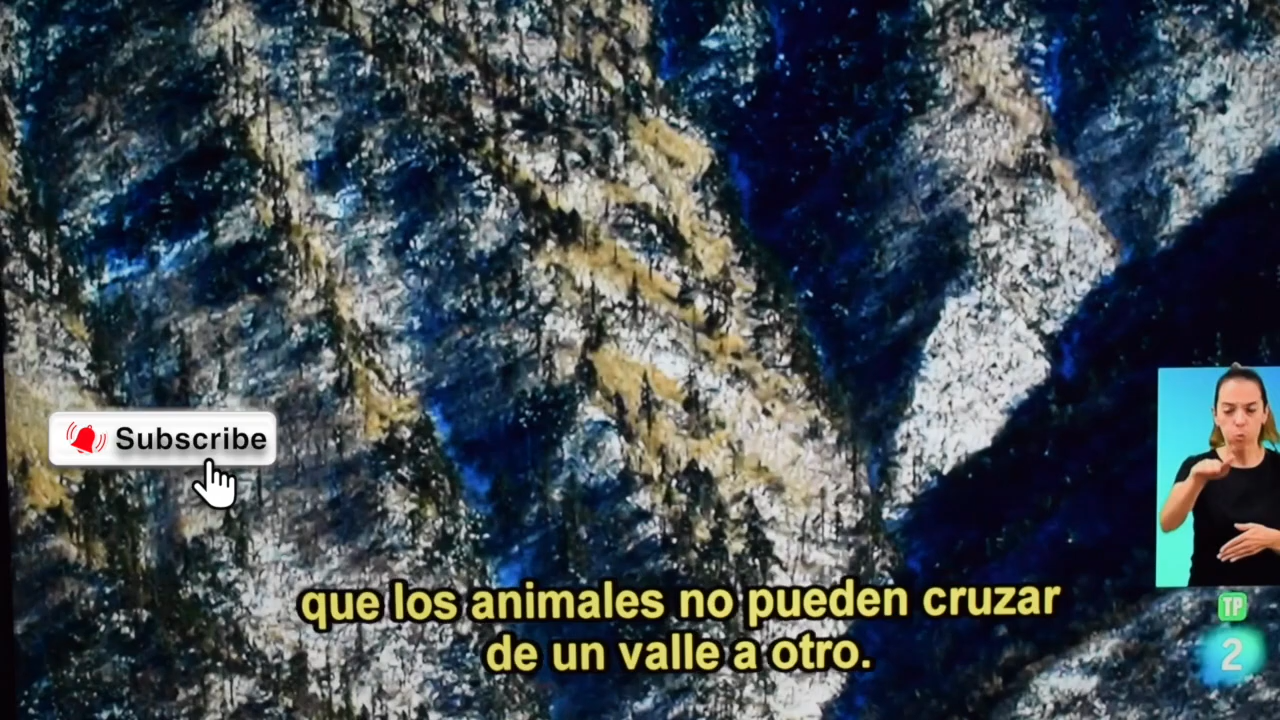 Subscribe
que los animales no pueden cruzar
de un valle a otro.
TP
2